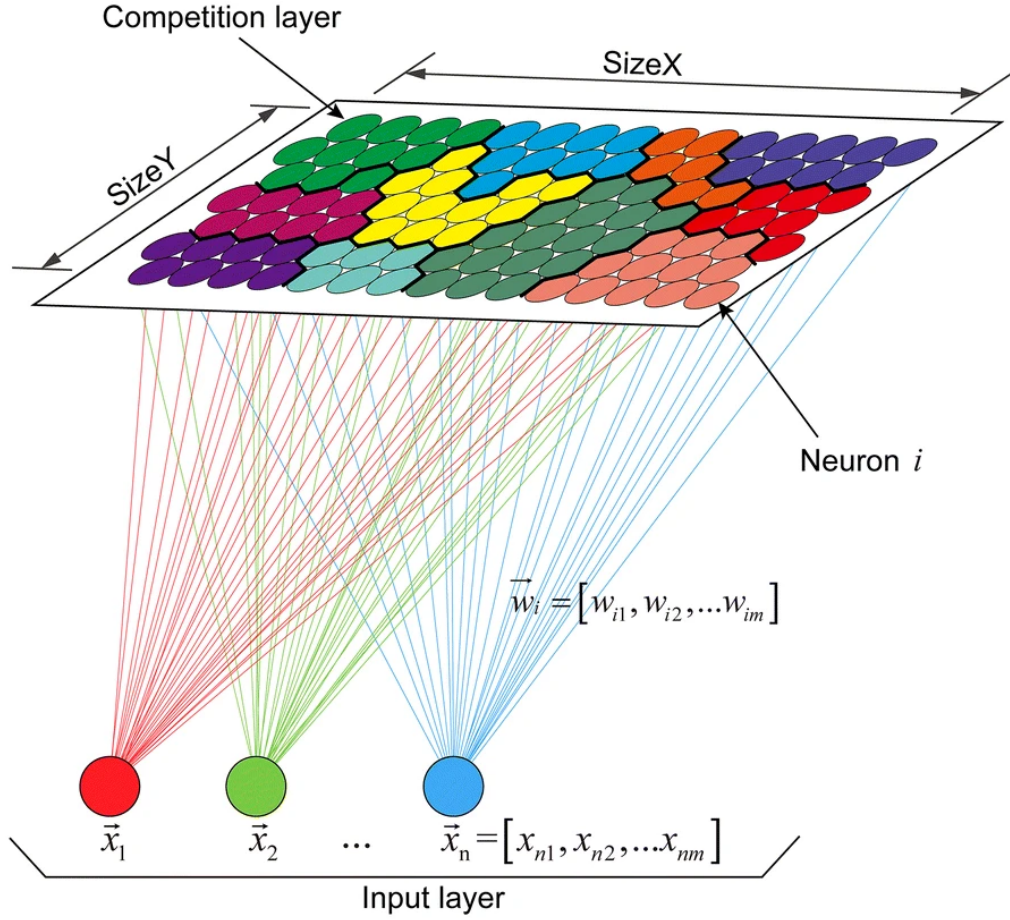 Competition layer
SizeX
SizeY
Neuron i
w⃗ᵢ = [wᵢ₁, wᵢ₂, ...wᵢₘ]
x⃗₁
x⃗₂
...
x⃗ₙ = [xₙ₁, xₙ₂, ...xₙₘ]
Input layer